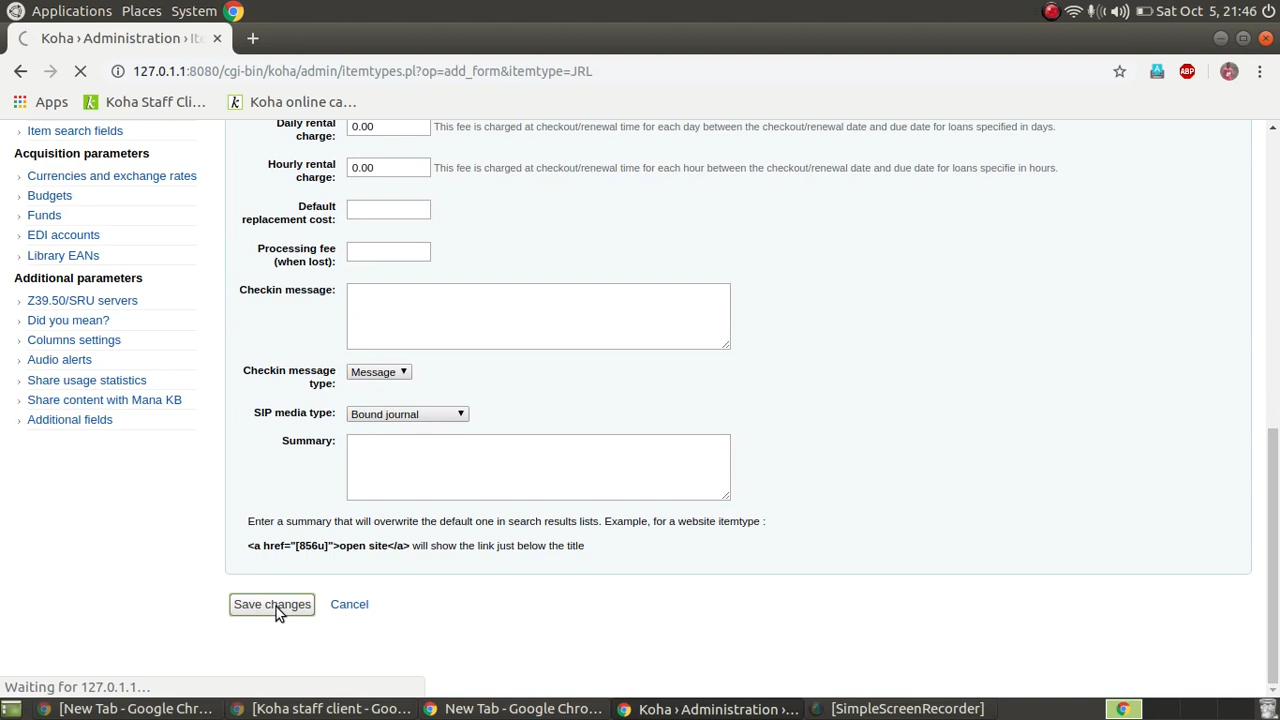 Applications Places System Sat Oct 5, 21:46
Koha › Administration › Ite
127.0.1.1:8080/cgi-bin/koha/admin/itemtypes.pl?op=add_form&itemtype=JRL
Apps Koha Staff Cli... Koha online ca...
Item search fields
Acquisition parameters
Currencies and exchange rates
Budgets
Funds
EDI accounts
Library EANs
Additional parameters
Z39.50/SRU servers
Did you mean?
Columns settings
Audio alerts
Share usage statistics
Share content with Mana KB
Additional fields
Daily rental
charge: 0.00 This fee is charged at checkout/renewal time for each day between the checkout/renewal date and due date for loans specified in days.
Hourly rental
charge: 0.00 This fee is charged at checkout/renewal time for each hour between the checkout/renewal date and due date for loans specifie in hours.
Default
replacement cost:
Processing fee
(when lost):
Checkin message:
Checkin message
type: Message
SIP media type: Bound journal
Summary:
Enter a summary that will overwrite the default one in search results lists. Example, for a website itemtype :
<a href="[856u]">open site</a> will show the link just below the title
Save changes Cancel
Waiting for 127.0.1.1...
[New Tab - Google Chr... [Koha staff client - Goo... New Tab - Google Chro... Koha › Administration ›... [SimpleScreenRecorder]